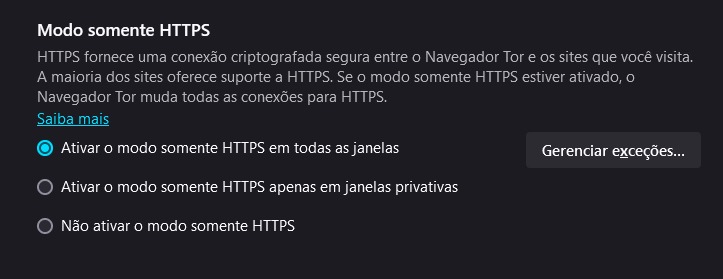 Modo somente HTTPS
HTTPS fornece uma conexão criptografada segura entre o Navegador Tor e os sites que você visita.
A maioria dos sites oferece suporte a HTTPS. Se o modo somente HTTPS estiver ativado, o
Navegador Tor muda todas as conexões para HTTPS.
Saiba mais
Ativar o modo somente HTTPS em todas as janelas
Gerenciar exceções...
Ativar o modo somente HTTPS apenas em janelas privativas
Não ativar o modo somente HTTPS